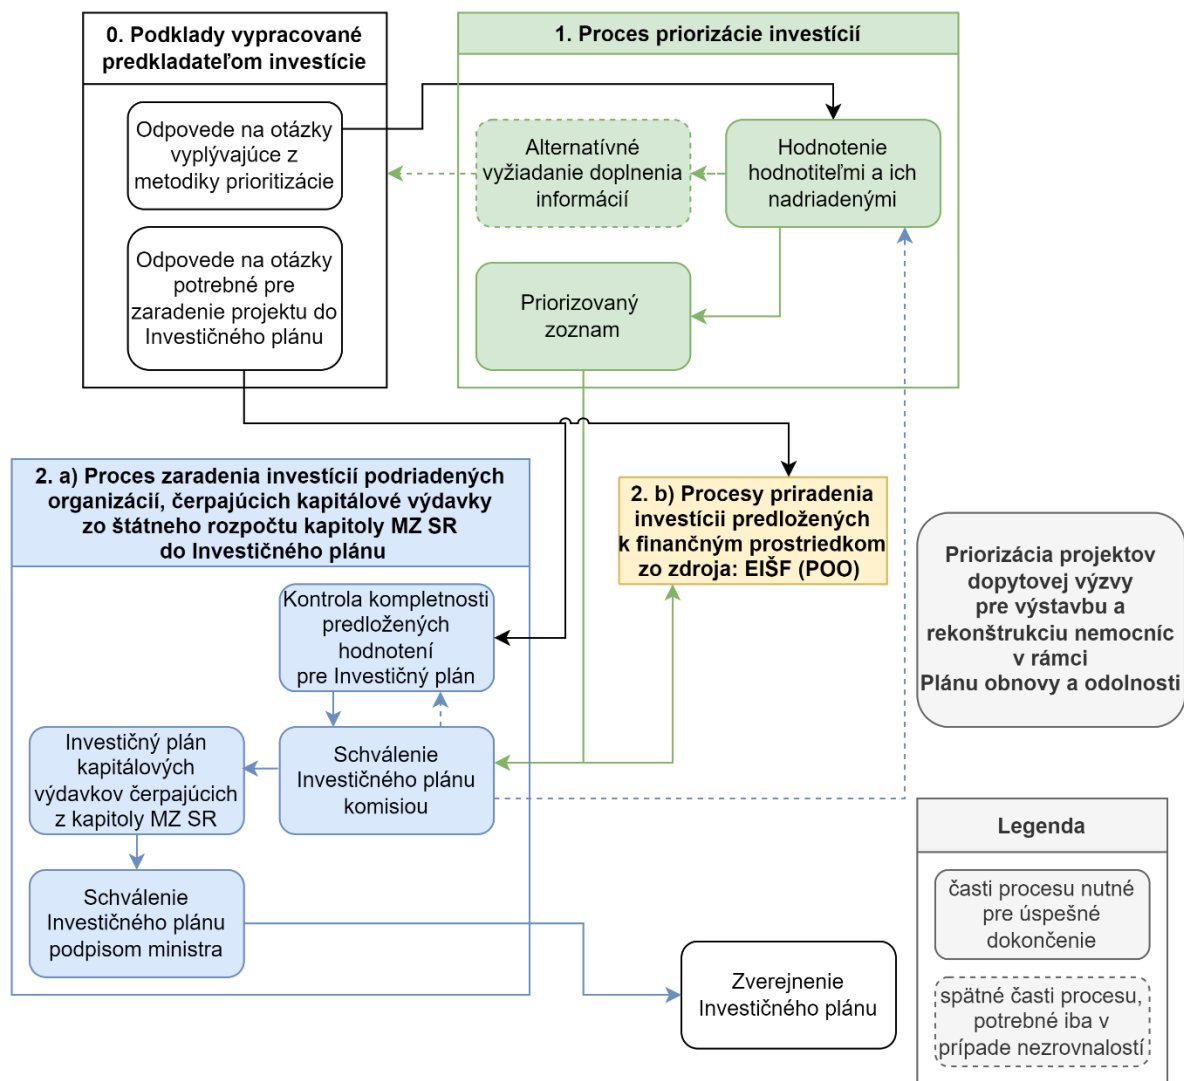 0. Podklady vypracované
predkladateľom investície
Odpovede na otázky
vyplývajúce z
metodiky prioritizácie
Odpovede na otázky
potrebné pre
zaradenie projektu do
Investičného plánu
1. Proces priorizácie investícií
Alternatívné
vyžiadanie doplnenia
informácií
Hodnotenie
hodnotiteľmi a ich
nadriadenými
Priorizovaný
zoznam
2. a) Proces zaradenia investícií podriadených
organizácií, čerpajúcich kapitálové výdavky
zo štátneho rozpočtu kapitoly MZ SR
do Investičného plánu
Kontrola kompletnosti
predložených
hodnotení
pre Investičný plán
Investičný plán
kapitálových
výdavkov čerpajúcich
z kapitoly MZ SR
Schválenie
Investičného plánu
komisiou
Schválenie
Investičného plánu
podpisom ministra
2. b) Procesy priradenia
investícii predložených
k finančným prostriedkom
zo zdroja: EIŠF (POO)
Priorizácia projektov
dopytovej výzvy
pre výstavbu a
rekonštrukciu nemocníc
v rámci
Plánu obnovy a odolnosti
Zverejnenie
Investičného plánu
Legenda
časti procesu nutné
pre úspešné
dokončenie
spätné časti procesu,
potrebné iba v
prípade nezrovnalostí